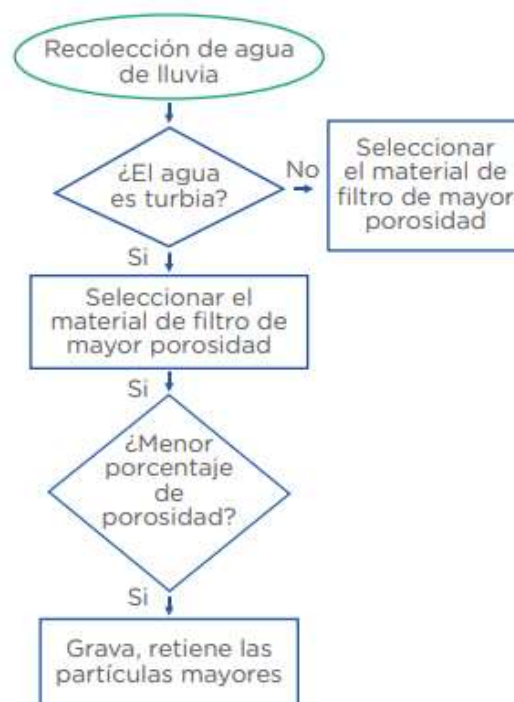 Recolección de agua
de lluvia
¿El agua
es turbia?
No
Seleccionar
el material de
filtro de mayor
porosidad
Si
Seleccionar el
material de filtro de
mayor porosidad
Si
¿Menor
porcentaje
de
porosidad?
Si
Grava, retiene las
partículas mayores